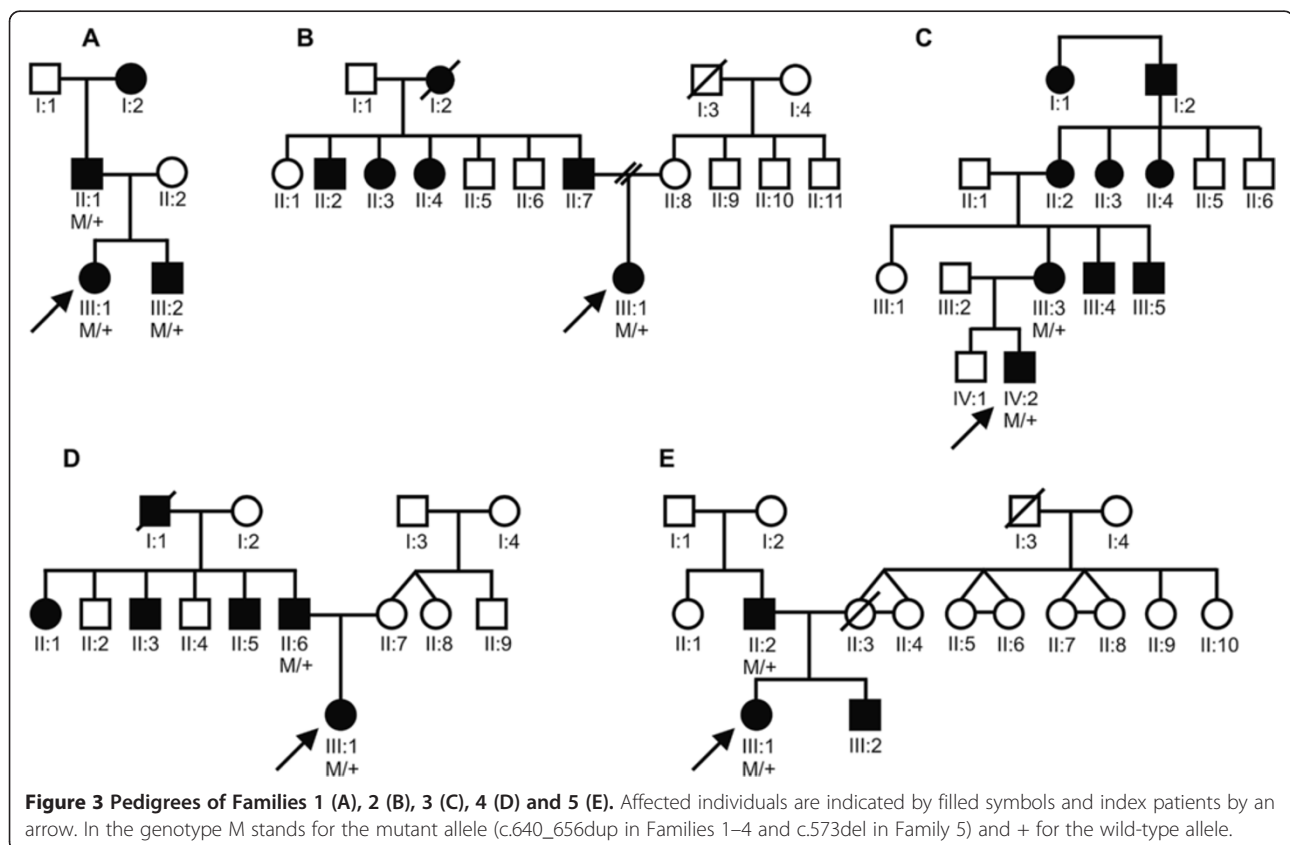 A
B
C
I:1 I:2
I:1 I:2 I:3 I:4
I:1 I:2
II:1 II:2
M/+
II:1 II:2 II:3 II:4 II:5 II:6 II:7 II:8 II:9 II:10 II:11
II:1 II:2 II:3 II:4 II:5 II:6
III:1 III:2
M/+ M/+
III:1
M/+
III:1 III:2 III:3 III:4 III:5
M/+
IV:1 IV:2
M/+
D
E
I:1 I:2 I:3 I:4
I:1 I:2 I:3 I:4
II:1 II:2 II:3 II:4 II:5 II:6 II:7 II:8 II:9
M/+
II:1 II:2 II:3 II:4 II:5 II:6 II:7 II:8 II:9 II:10
M/+
III:1
M/+
III:1 III:2
M/+
Figure 3 Pedigrees of Families 1 (A), 2 (B), 3 (C), 4 (D) and 5 (E). Affected individuals are indicated by filled symbols and index patients by an
arrow. In the genotype M stands for the mutant allele (c.640_656dup in Families 1–4 and c.573del in Family 5) and + for the wild-type allele.